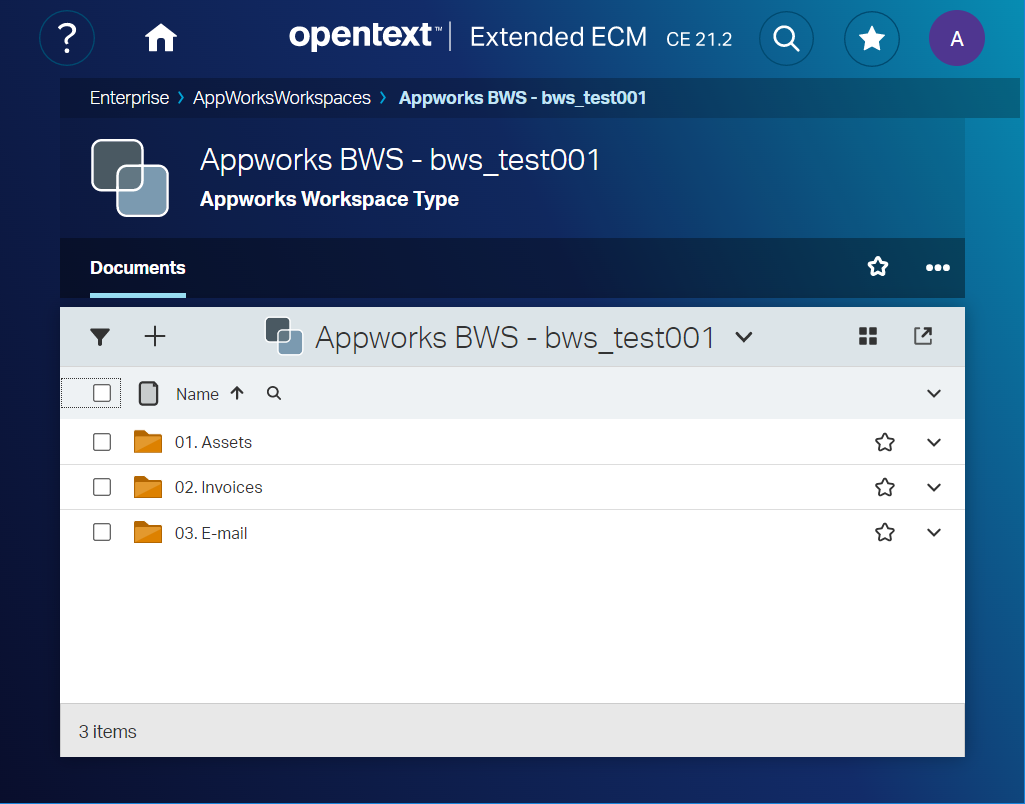 ? opentext™ | Extended ECM CE 21.2 A
Enterprise > AppWorksWorkspaces > Appworks BWS - bws_test001
Appworks BWS - bws_test001
Appworks Workspace Type
Documents
Appworks BWS - bws_test001
Name
01. Assets
02. Invoices
03. E-mail
3 items